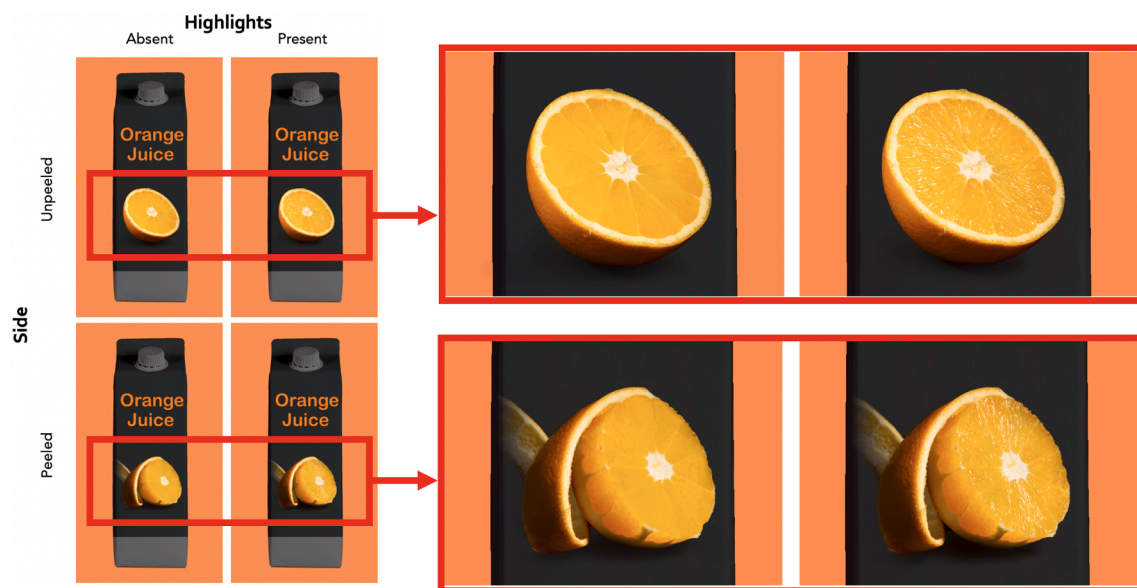 Highlights
Absent
Present
Side
Unpeeled
Orange
Juice
Orange
Juice
Peeled
Orange
Juice
Orange
Juice